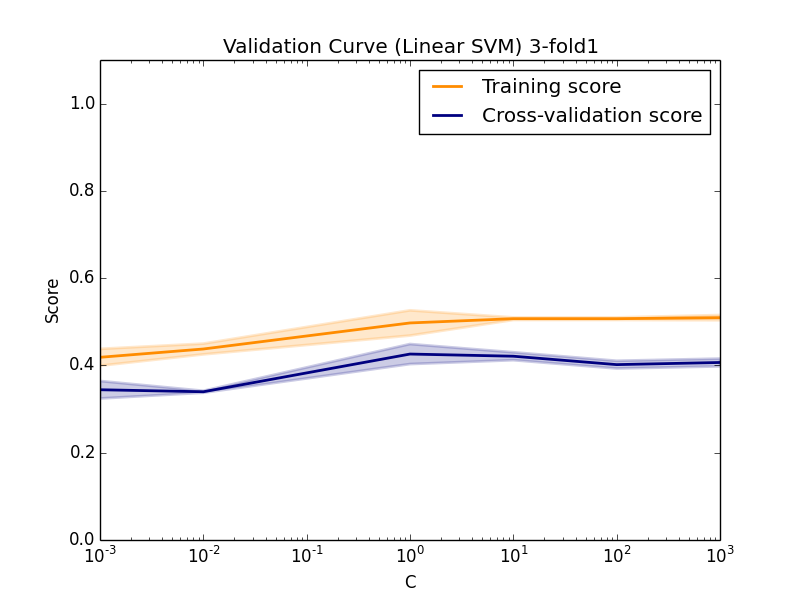 Validation Curve (Linear SVM) 3-fold1
Training score
Cross-validation score
Score
1.0
0.8
0.6
0.4
0.2
0.0
10^-3 10^-2 10^-1 10^0 10^1 10^2 10^3
C